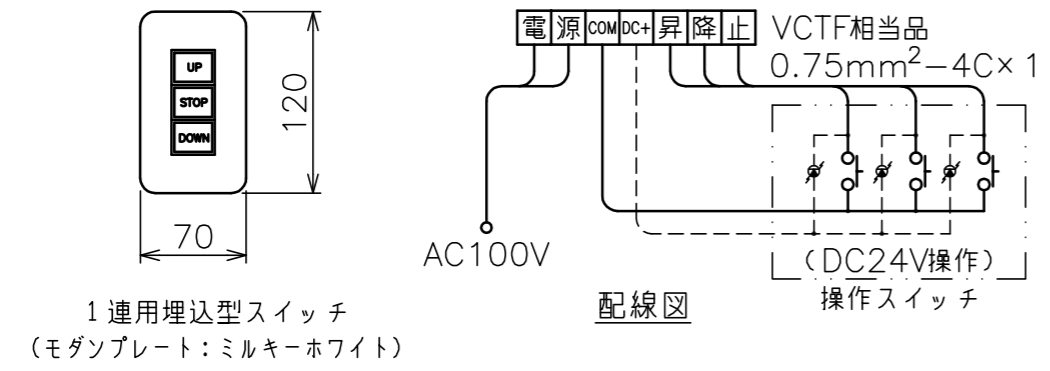 UP
STOP
DOWN
120
70
1連用埋込型スイッチ
(モダンプレート:ミルキーホワイト)
電源COMDC+昇降止
VCTF相当品
0.75mm²-4C×1
AC100V
(DC24V操作)
操作スイッチ
配線図